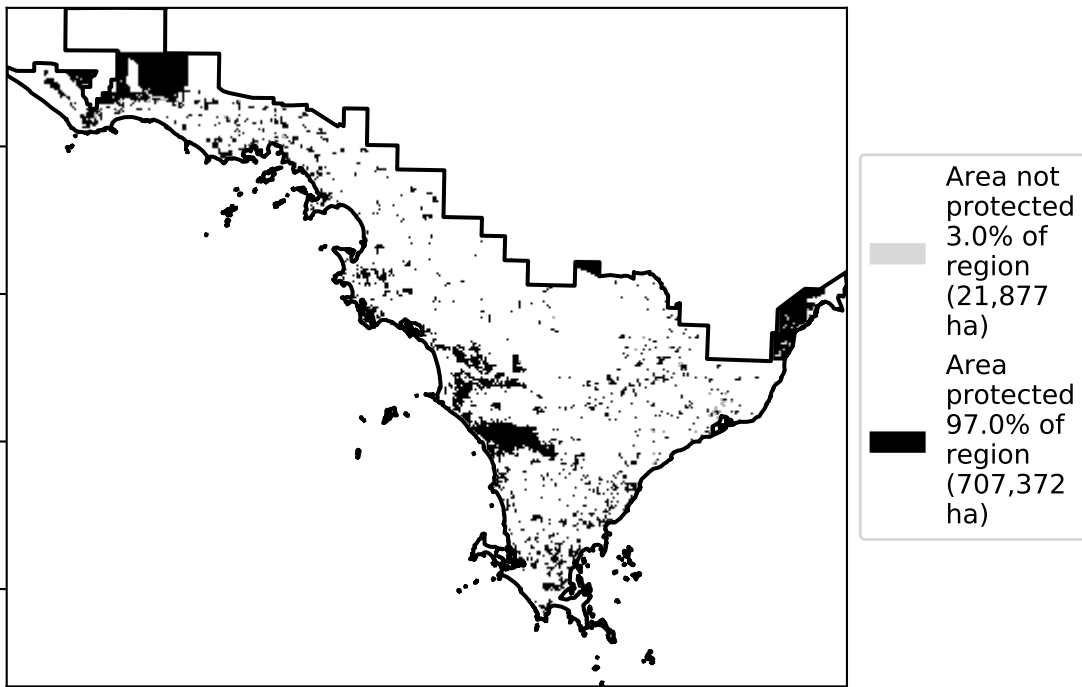 Area not
protected
3.0% of
region
(21,877
ha)
Area
protected
97.0% of
region
(707,372
ha)